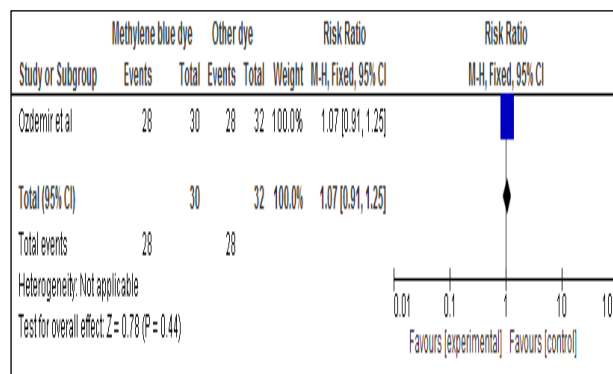 Methylene blue dye Other dye Risk Ratio Risk Ratio
Study or Subgroup Events Total Events Total Weight M-H, Fixed, 95% CI M-H, Fixed, 95% CI
Ozdemir et al 28 30 28 32 100.0% 1.07 [0.91, 1.25]
Total (95% CI) 30 32 100.0% 1.07 [0.91, 1.25]
Total events 28 28
Heterogeneity: Not applicable
Test for overall effect: Z = 0.78 (P = 0.44)
0.01 0.1 1 10 100
Favours [experimental] Favours [control]